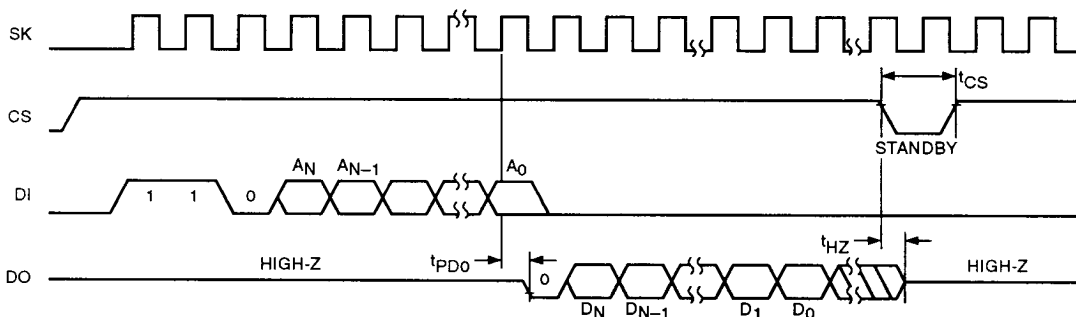 SK
CS
t_CS
STANDBY
DI
1 1 0 A_N A_N-1 A_0
DO
HIGH-Z
t_PD0
0
D_N D_N-1 D_1 D_0
t_HZ
HIGH-Z